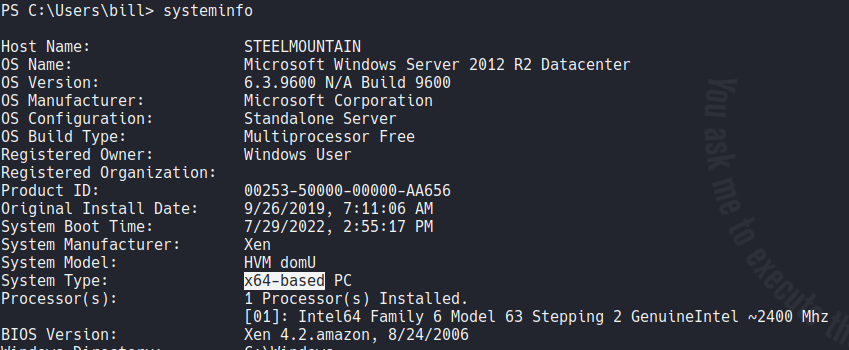 PS C:\Users\bill> systeminfo
Host Name: STEELMOUNTAIN
OS Name: Microsoft Windows Server 2012 R2 Datacenter
OS Version: 6.3.9600 N/A Build 9600
OS Manufacturer: Microsoft Corporation
OS Configuration: Standalone Server
OS Build Type: Multiprocessor Free
Registered Owner: Windows User
Registered Organization:
Product ID: 00253-50000-00000-AA656
Original Install Date: 9/26/2019, 7:11:06 AM
System Boot Time: 7/29/2022, 2:55:17 PM
System Manufacturer: Xen
System Model: HVM domU
System Type: x64-based PC
Processor(s): 1 Processor(s) Installed.
[01]: Intel64 Family 6 Model 63 Stepping 2 GenuineIntel ~2400 Mhz
BIOS Version: Xen 4.2.amazon, 8/24/2006
You ask me to execute